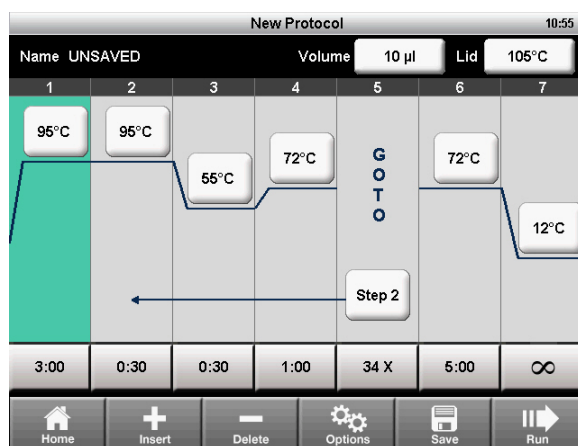 New Protocol 10:55
Name UNSAVED Volume 10 µl Lid 105°C
1 2 3 4 5 6 7
95°C 95°C 55°C 72°C GOTO 72°C 12°C
Step 2
3:00 0:30 0:30 1:00 34 X 5:00 ∞
Home Insert Delete Options Save Run